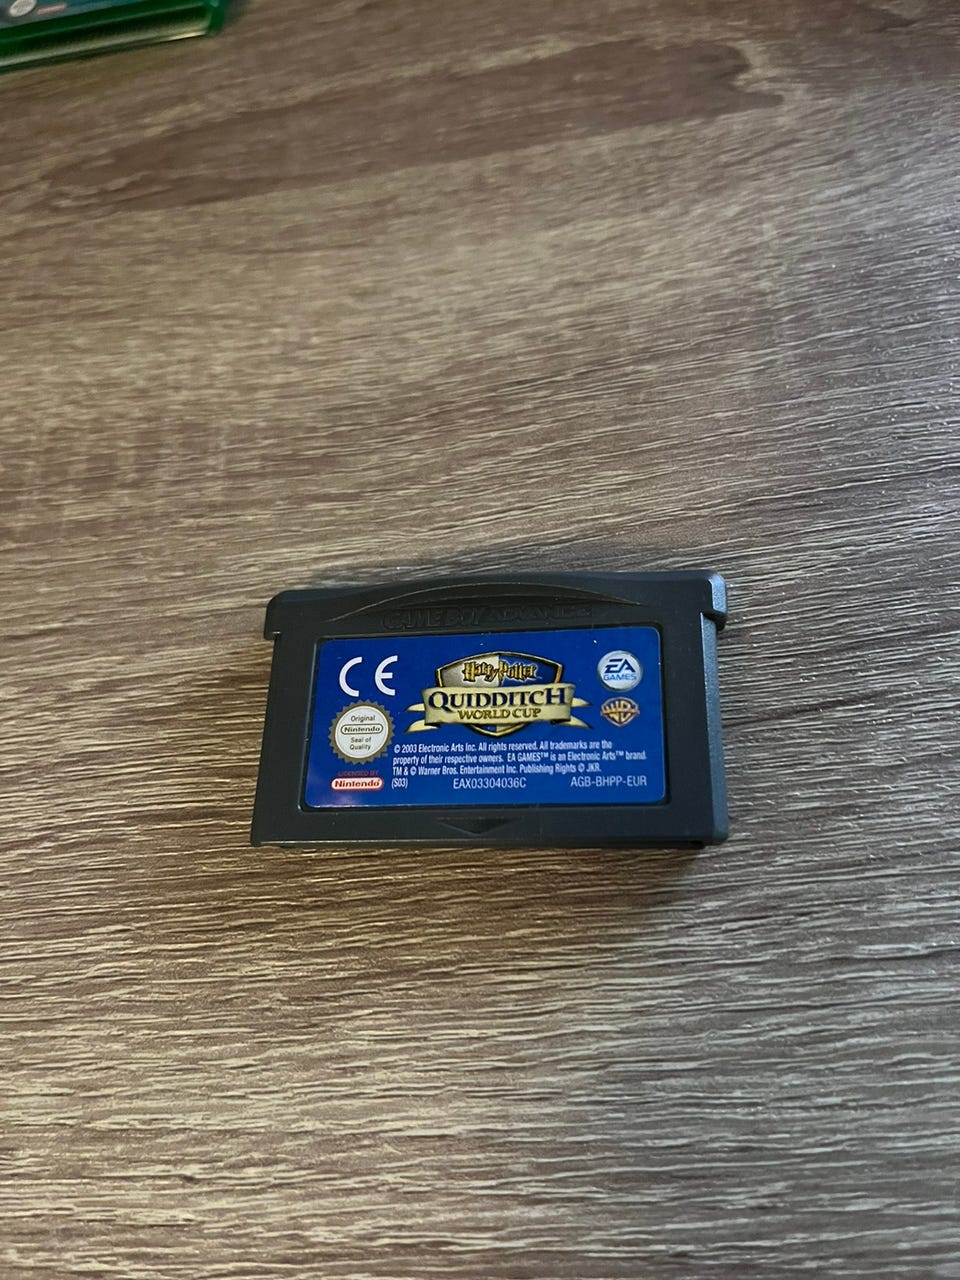 GAME BOY ADVANCE
CE
Harry Potter
QUIDDITCH
WORLD CUP
EA
GAMES
WB
Original
Nintendo
Seal of
Quality
© 2003 Electronic Arts Inc. All rights reserved. All trademarks are the
property of their respective owners. EA GAMES™ is an Electronic Arts™ brand.
TM & © Warner Bros. Entertainment Inc. Publishing Rights © JKR.
(S03) EAX03304036C AGB-BHPP-EUR
LICENSED BY
Nintendo